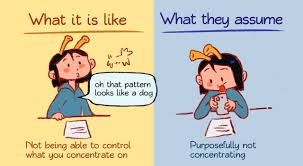 What it is like
What they assume
oh that pattern
looks like a dog
Not being able to control
what you concentrate on
Purposfully not
concentrating